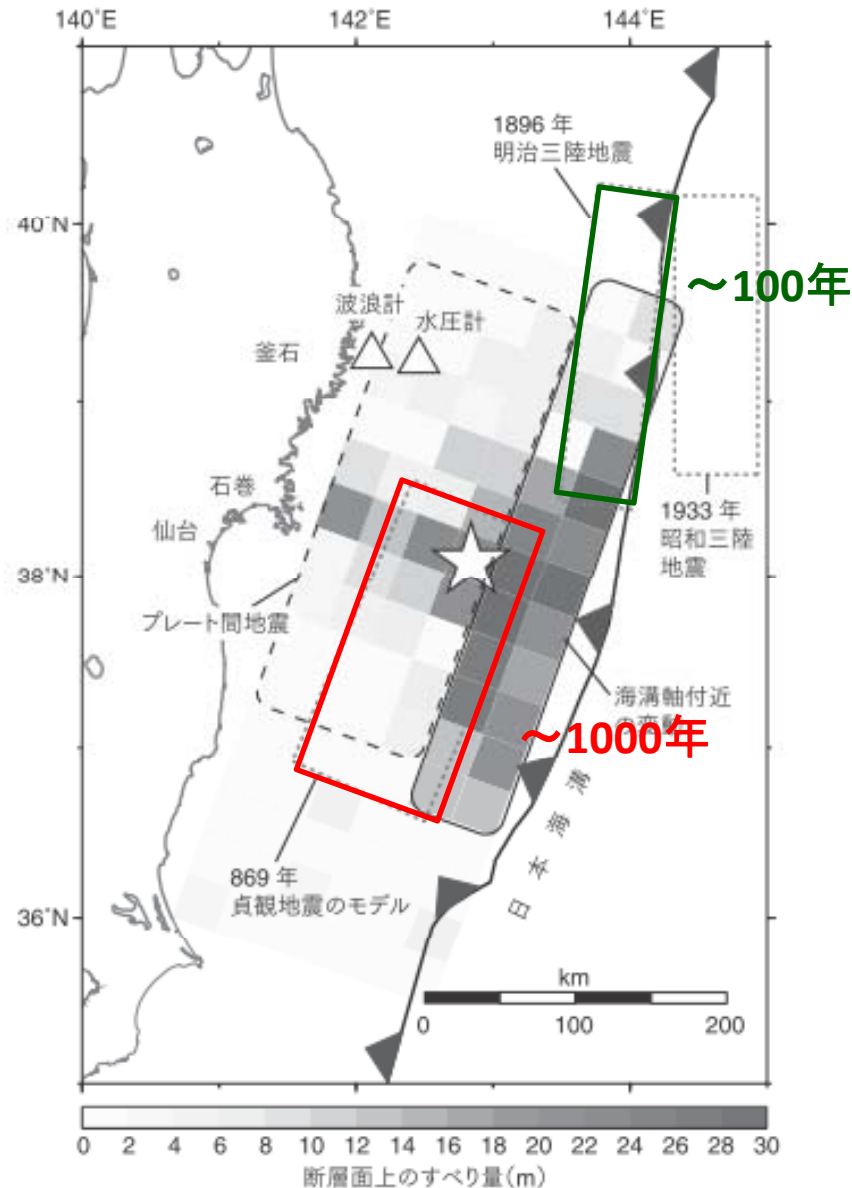 140°E
142°E
144°E
1896 年
明治三陸地震
40°N
～100年
波浪計
水圧計
釜石
石巻
仙台
1933 年
昭和三陸
地震
38°N
プレート間地震
海溝軸付近
の変動
～1000年
日本海溝
869 年
貞観地震のモデル
36°N
km
0 100 200
0 2 4 6 8 10 12 14 16 18 20 22 24 26 28 30
断層面上のすべり量(m)